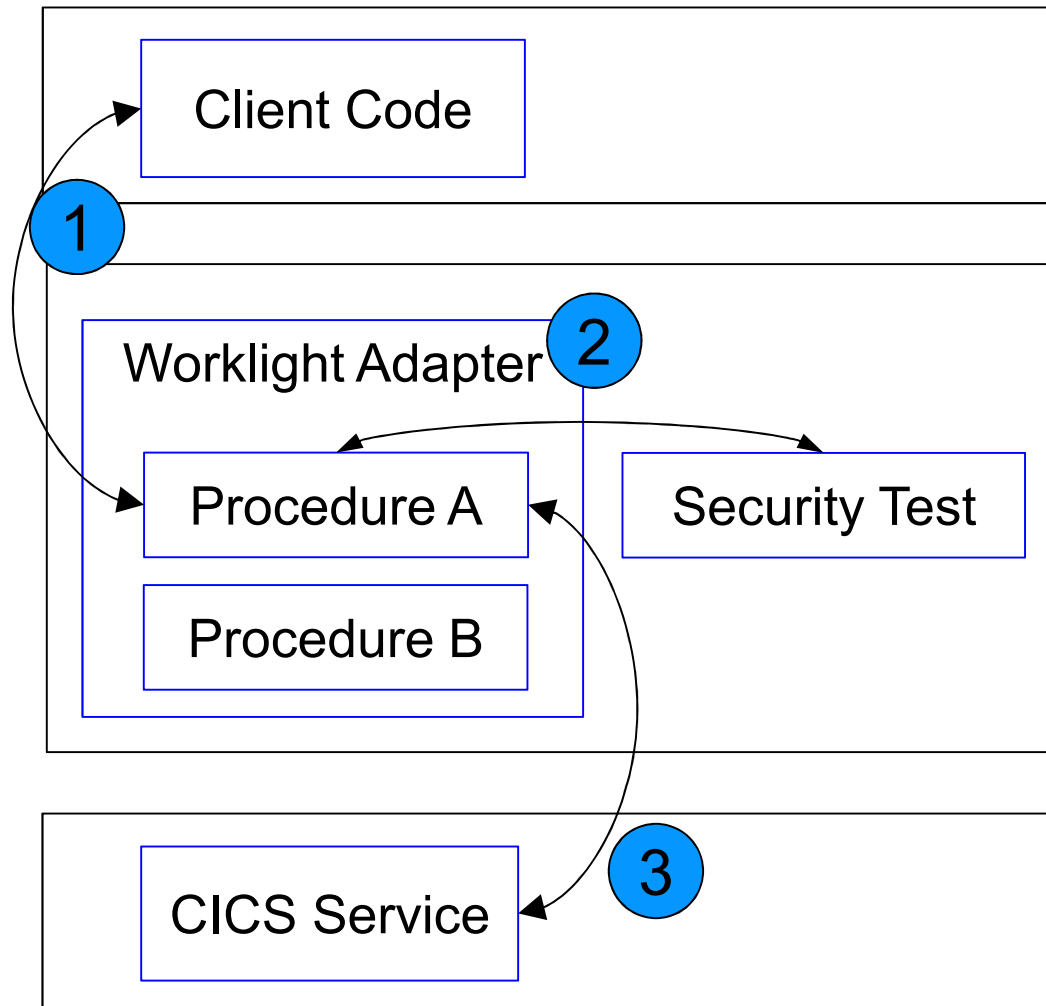 Client Code
1
2
Worklight Adapter
Procedure A
Security Test
Procedure B
3
CICS Service